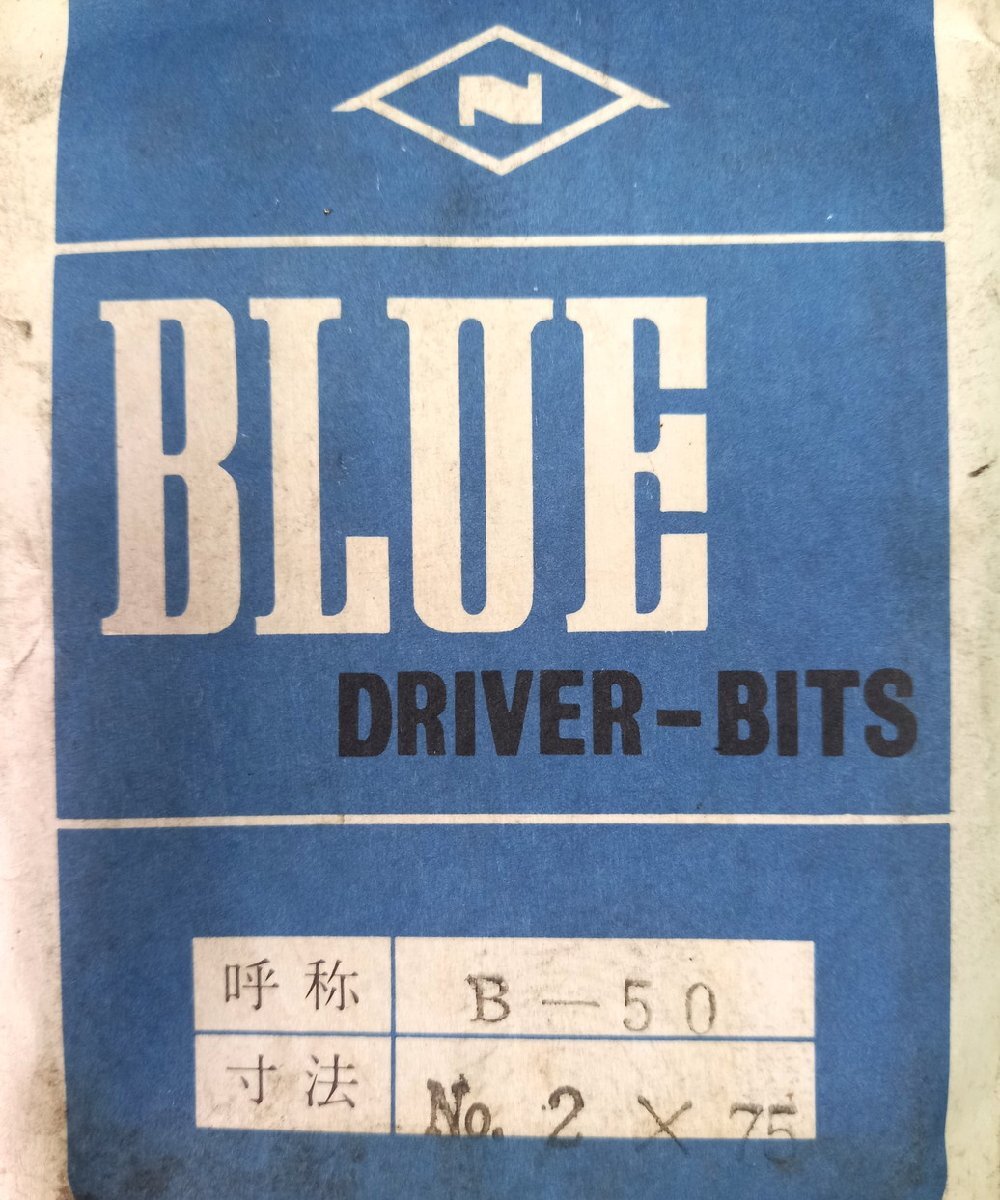 N
BLUE
DRIVER-BITS
呼称 B-50
寸法 No. 2 × 75